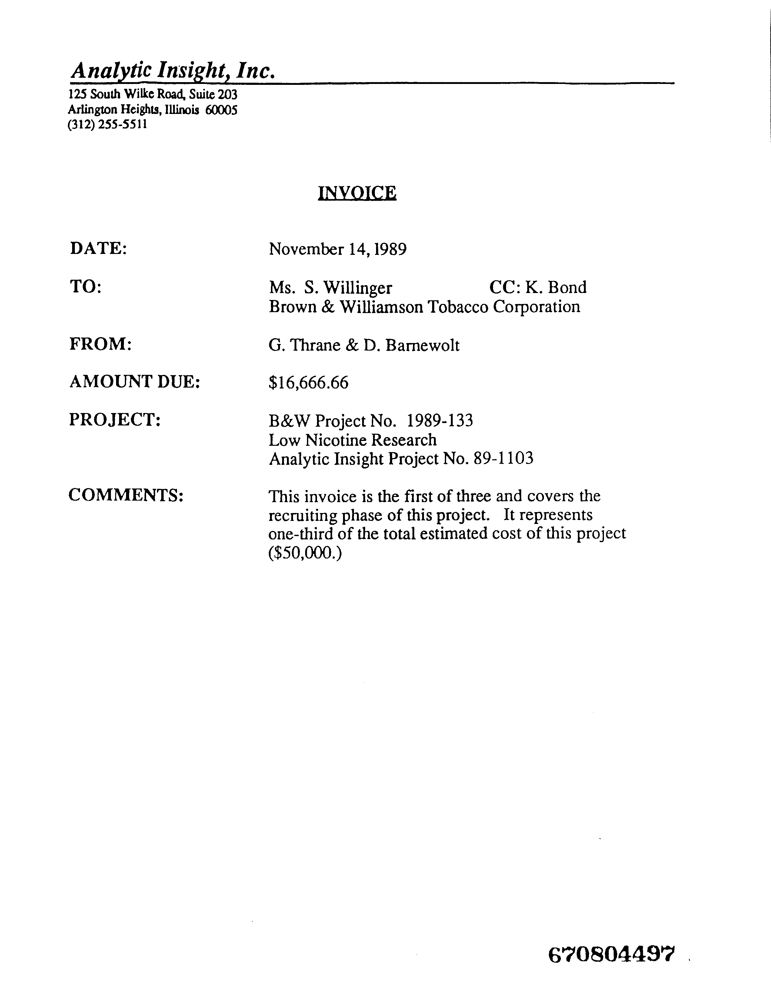 Analytic Insight, Inc.
125 South Wilke Road, Suite 203
Arlington Heights, Illinois 60005
(312) 255-5511
INVOICE
DATE: November 14, 1989
TO: Ms. S. Willinger CC: K. Bond
Brown & Williamson Tobacco Corporation
FROM: G. Thrane & D. Barnewolt
AMOUNT DUE: $16,666.66
PROJECT: B&W Project No. 1989-133
Low Nicotine Research
Analytic Insight Project No. 89-1103
COMMENTS: This invoice is the first of three and covers the
recruiting phase of this project. It represents
one-third of the total estimated cost of this project
($50,000.)
670804497